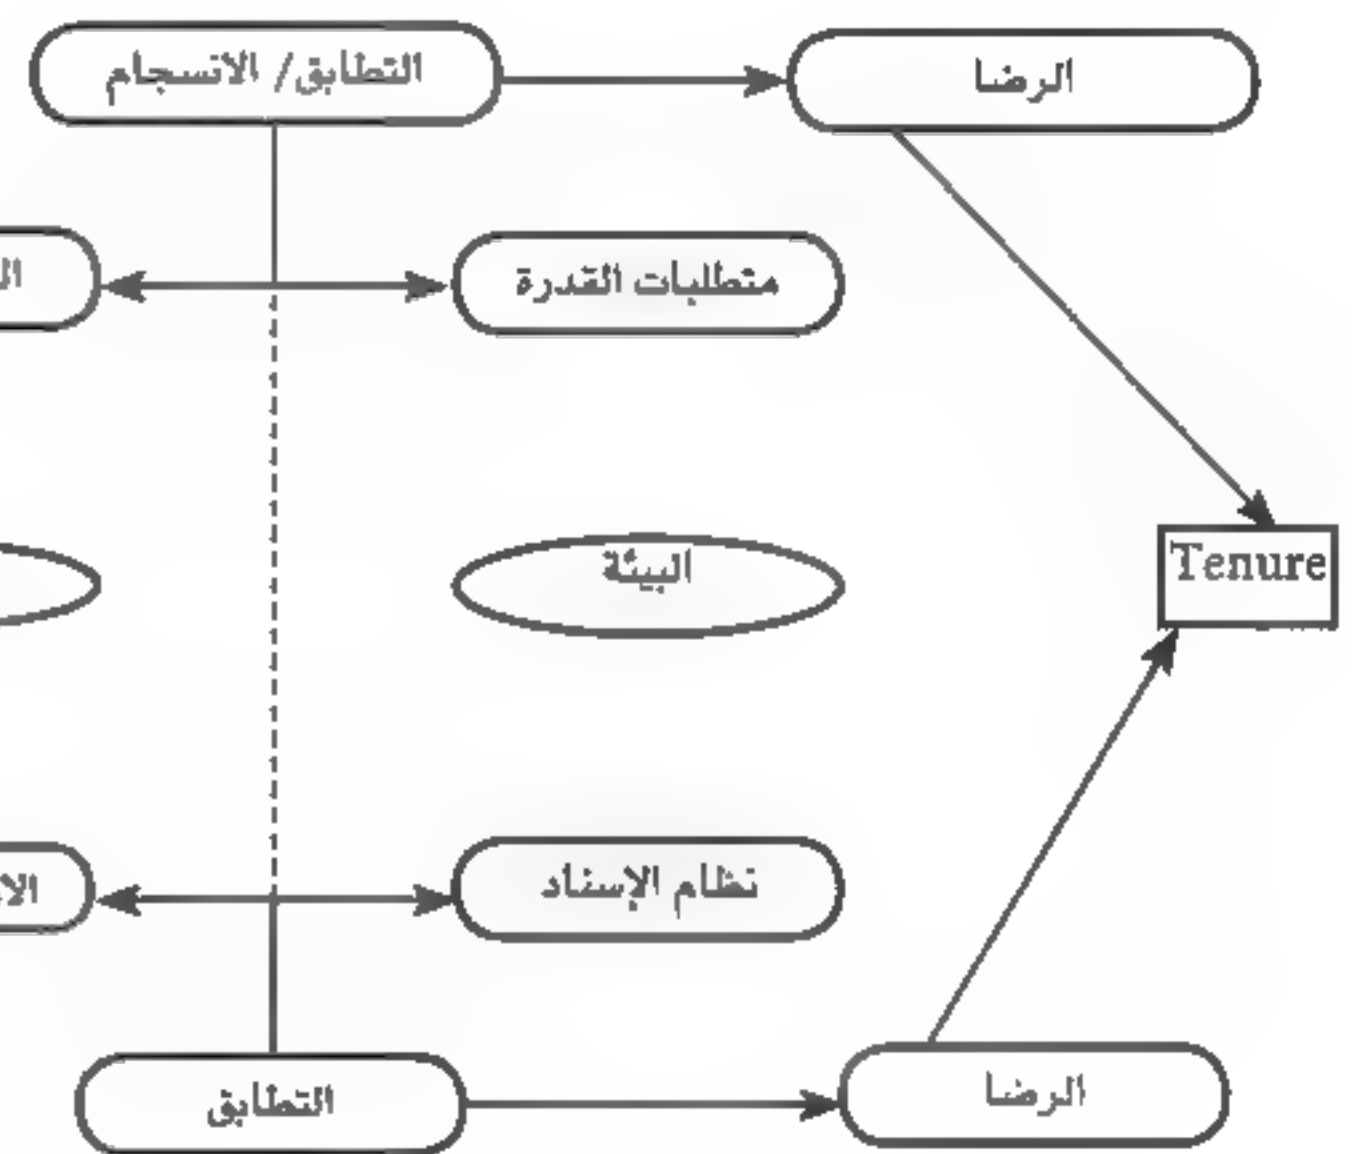 التطابق/ الانسجام
الرضا
متطلبات القدرة
البيئة
Tenure
نظام الإسناد
التطابق
الرضا